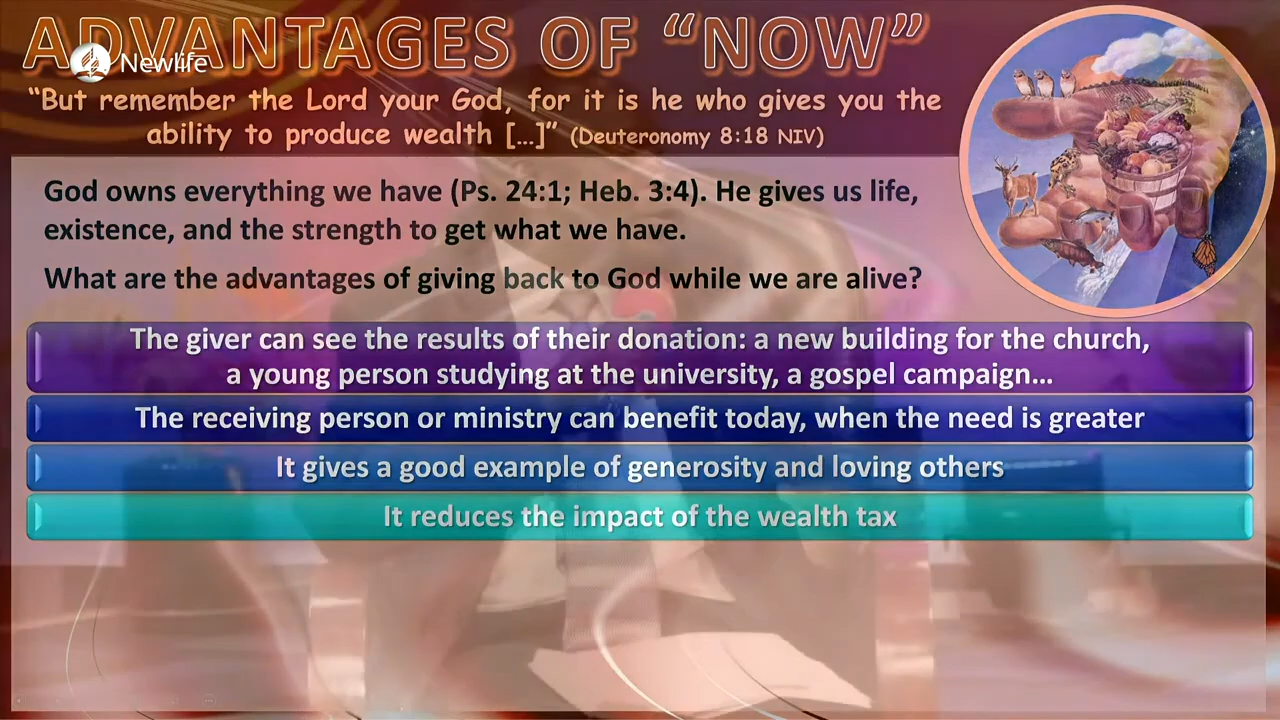 ADVANTAGES OF “NOW”
Newlife
“But remember the Lord your God, for it is he who gives you the
ability to produce wealth […]” (Deuteronomy 8:18 NIV)
God owns everything we have (Ps. 24:1; Heb. 3:4). He gives us life,
existence, and the strength to get what we have.
What are the advantages of giving back to God while we are alive?
The giver can see the results of their donation: a new building for the church,
a young person studying at the university, a gospel campaign…
The receiving person or ministry can benefit today, when the need is greater
It gives a good example of generosity and loving others
It reduces the impact of the wealth tax